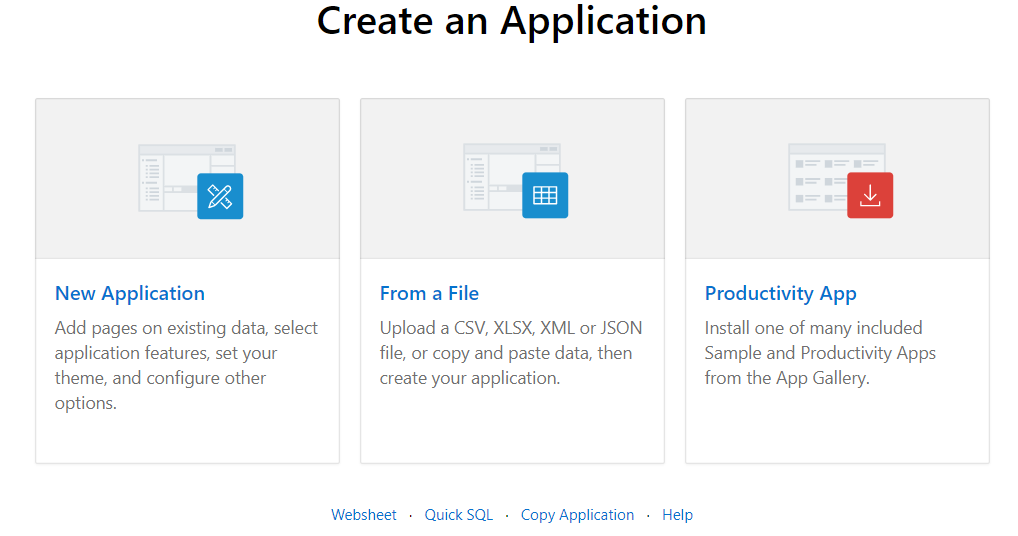 Create an Application
New Application
Add pages on existing data, select
application features, set your
theme, and configure other
options.
From a File
Upload a CSV, XLSX, XML or JSON
file, or copy and paste data, then
create your application.
Productivity App
Install one of many included
Sample and Productivity Apps
from the App Gallery.
Websheet · Quick SQL · Copy Application · Help